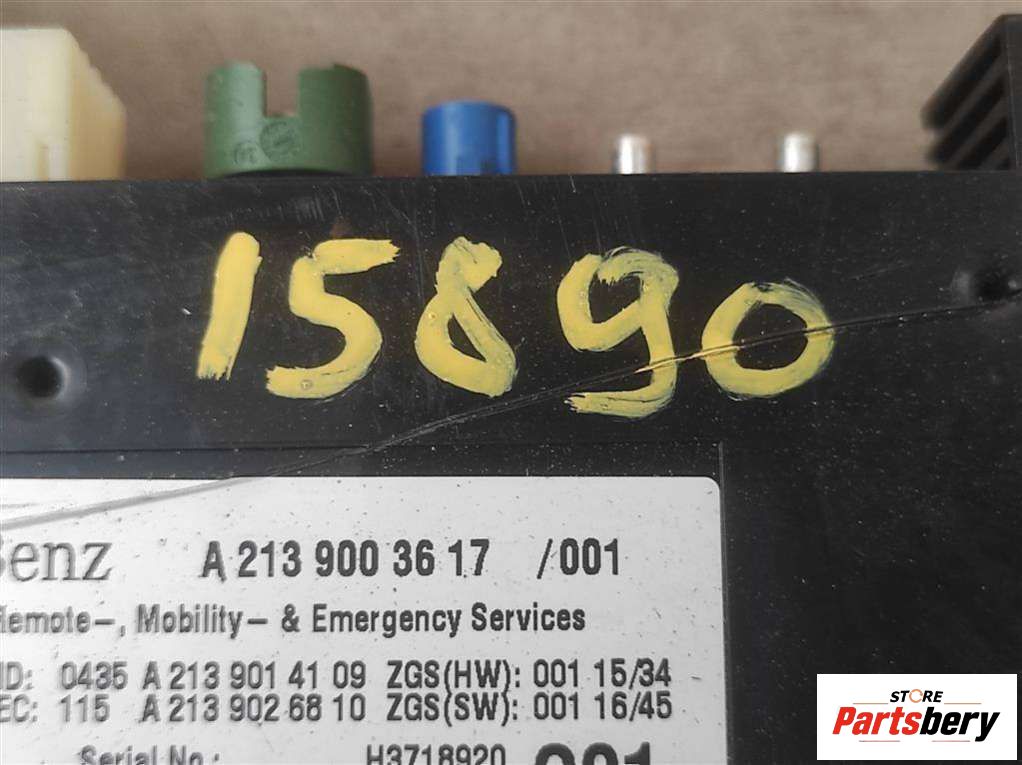 15890
Benz A 213 900 36 17 /001
Remote-, Mobility- & Emergency Services
ID: 0435 A 213 901 41 09 ZGS(HW): 001 15/34
EC: 115 A 213 902 68 10 ZGS(SW): 001 16/45
Serial No.: H3718920 001
STORE
Partsbery